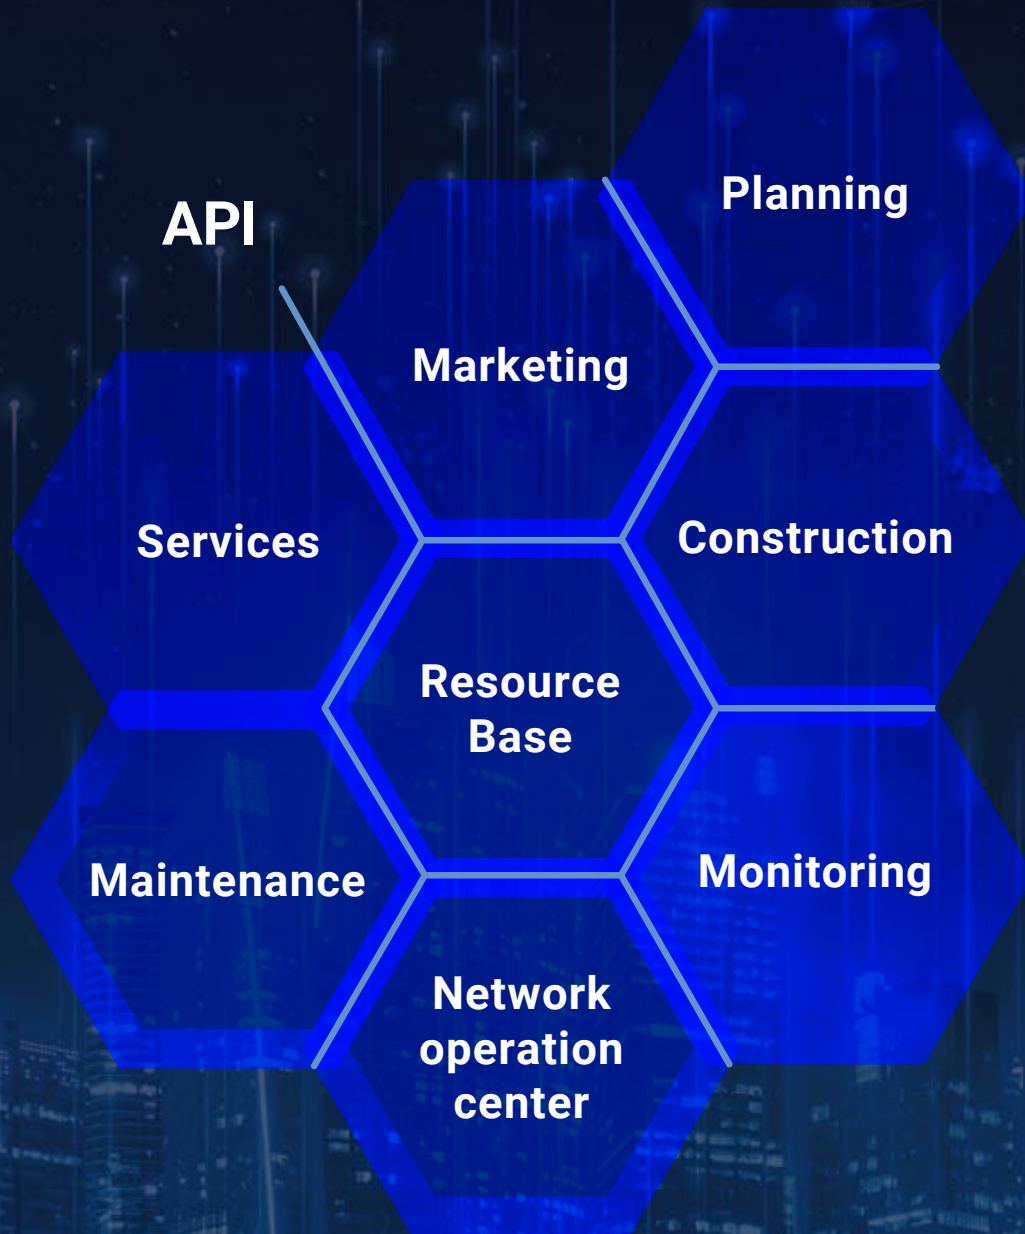 Planning
API
Marketing
Services
Construction
Resource
Base
Maintenance
Monitoring
Network
operation
center